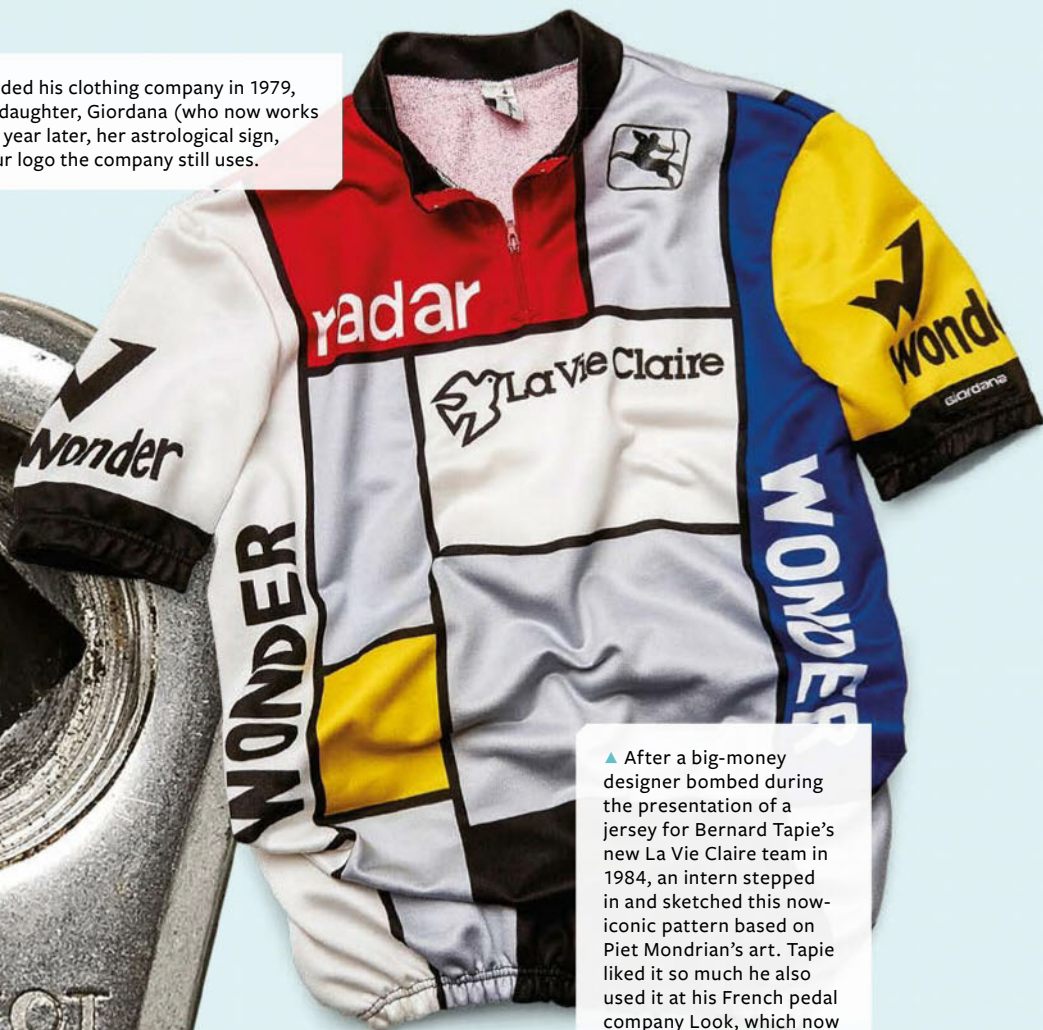 ded his clothing company in 1979,
daughter, Giordana (who now works
year later, her astrological sign,
ur logo the company still uses.
radar
La Vie Claire
wonder
wonde
Giordana
WONDER
WONDER
▲ After a big-money
designer bombed during
the presentation of a
jersey for Bernard Tapie’s
new La Vie Claire team in
1984, an intern stepped
in and sketched this now-
iconic pattern based on
Piet Mondrian’s art. Tapie
liked it so much he also
used it at his French pedal
company Look, which now